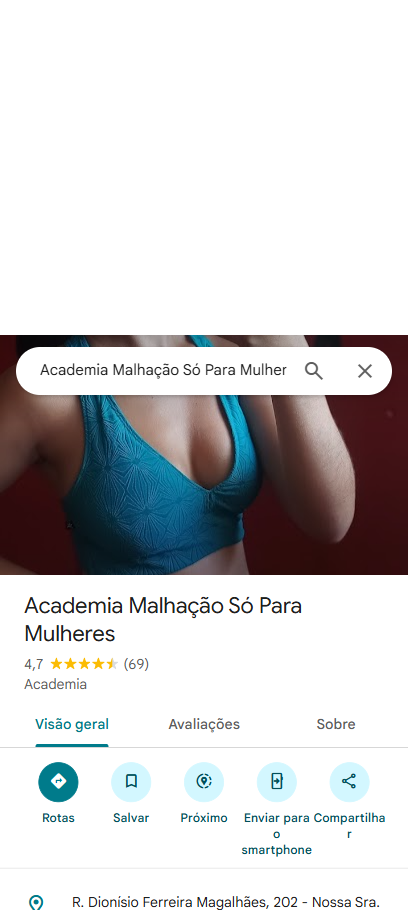 Academia Malhação Só Para Mulher
Academia Malhação Só Para
Mulheres
4,7 (69)
Academia
Visão geral Avaliações Sobre
Rotas Salvar Próximo Enviar para Compartilha
o r
smartphone
R. Dionísio Ferreira Magalhães, 202 - Nossa Sra.